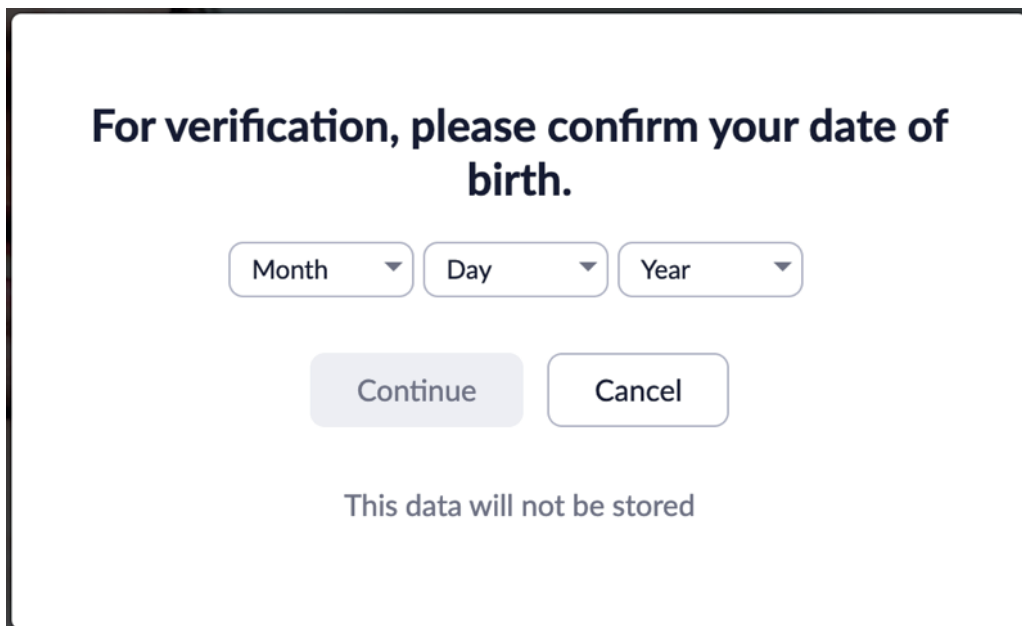 For verification, please confirm your date of
birth.
Month Day Year
Continue Cancel
This data will not be stored